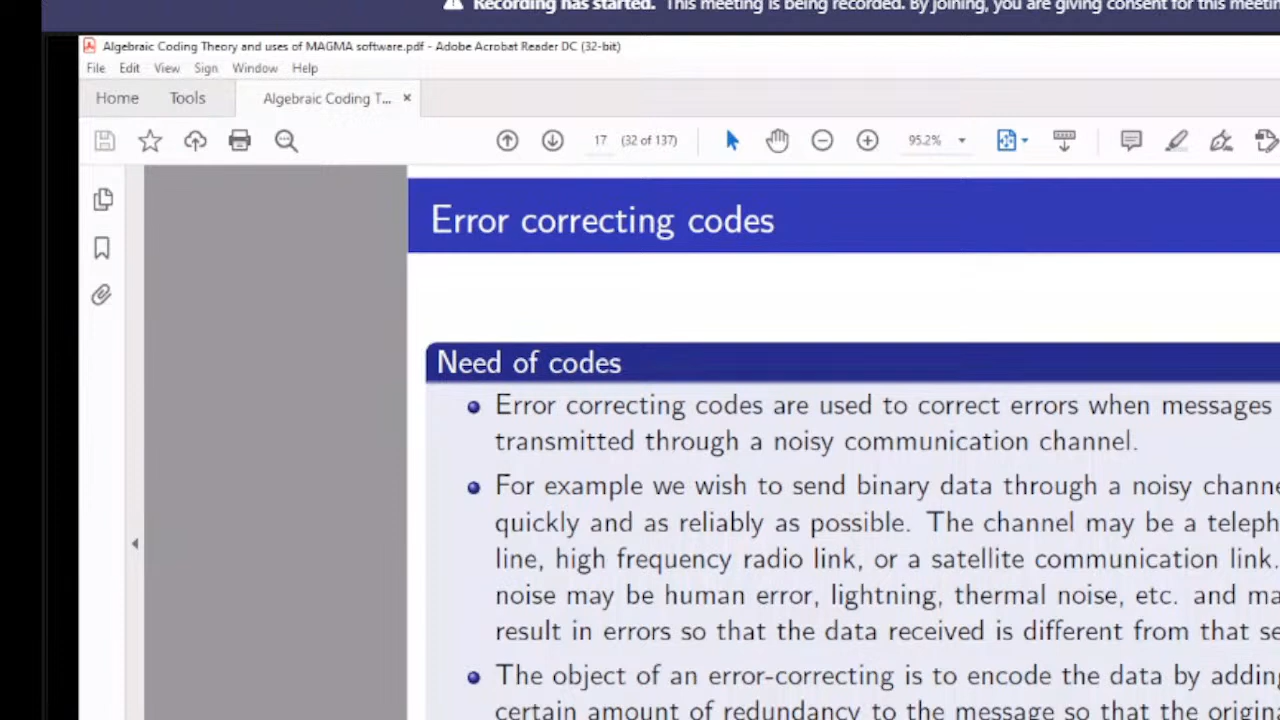 Recording has started. This meeting is being recorded. By joining, you are giving consent for this
Algebraic Coding Theory and uses of MAGMA software.pdf - Adobe Acrobat Reader DC (32-bit)
File Edit View Sign Window Help
Home Tools Algebraic Coding T... ×
17 (32 of 137) 95.2%
Error correcting codes
Need of codes
Error correcting codes are used to correct errors when messages
transmitted through a noisy communication channel.
For example we wish to send binary data through a noisy
quickly and as reliably as possible. The channel may be a
line, high frequency radio link, or a satellite communication link.
noise may be human error, lightning, thermal noise, etc. and
result in errors so that the data received is different from that
The object of an error-correcting is to encode the data by
certain amount of redundancy to the message so that the